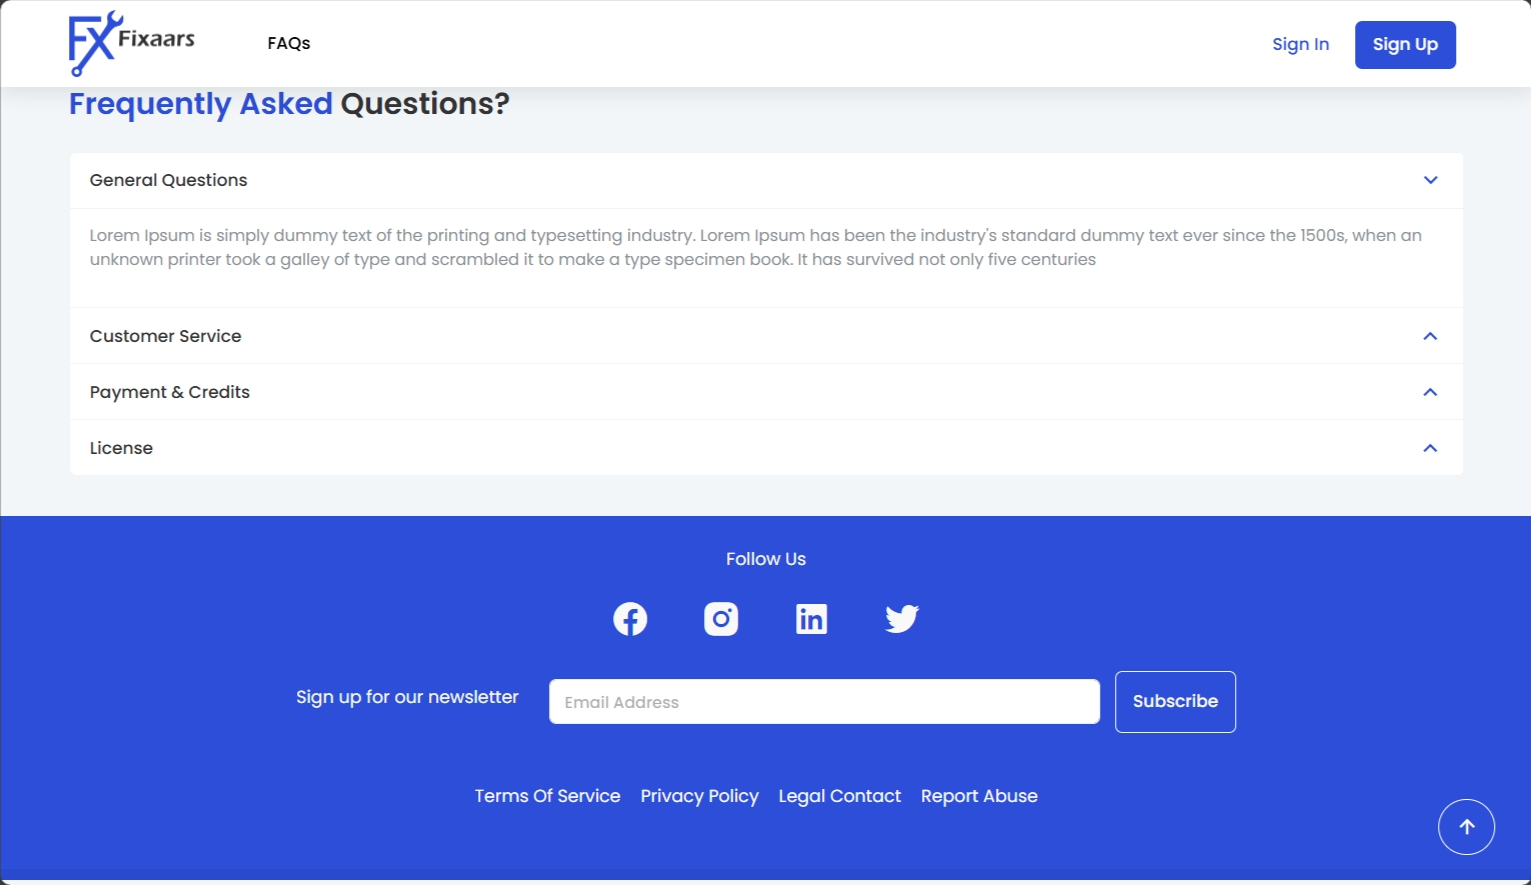 FX Fixaars
FAQs
Sign In
Sign Up
Frequently Asked Questions?
General Questions
Lorem Ipsum is simply dummy text of the printing and typesetting industry. Lorem Ipsum has been the industry's standard dummy text ever since the 1500s, when an
unknown printer took a galley of type and scrambled it to make a type specimen book. It has survived not only five centuries
Customer Service
Payment & Credits
License
Follow Us
Sign up for our newsletter
Email Address
Subscribe
Terms Of Service
Privacy Policy
Legal Contact
Report Abuse